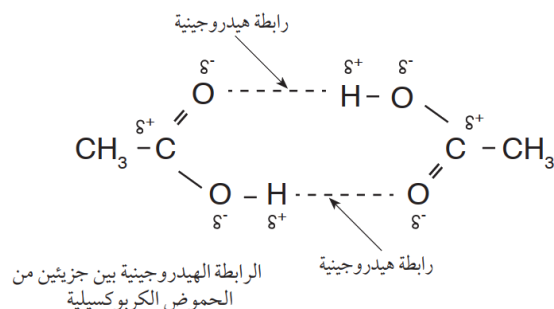 رابطة هيدروجينية
δ- δ+ δ-
O H O
δ+ δ+
CH3 C C CH3
O H O
δ- δ+ δ-
رابطة هيدروجينية
الرابطة الهيدروجينية بين جزيئين من
الحموض الكربوكسيلية